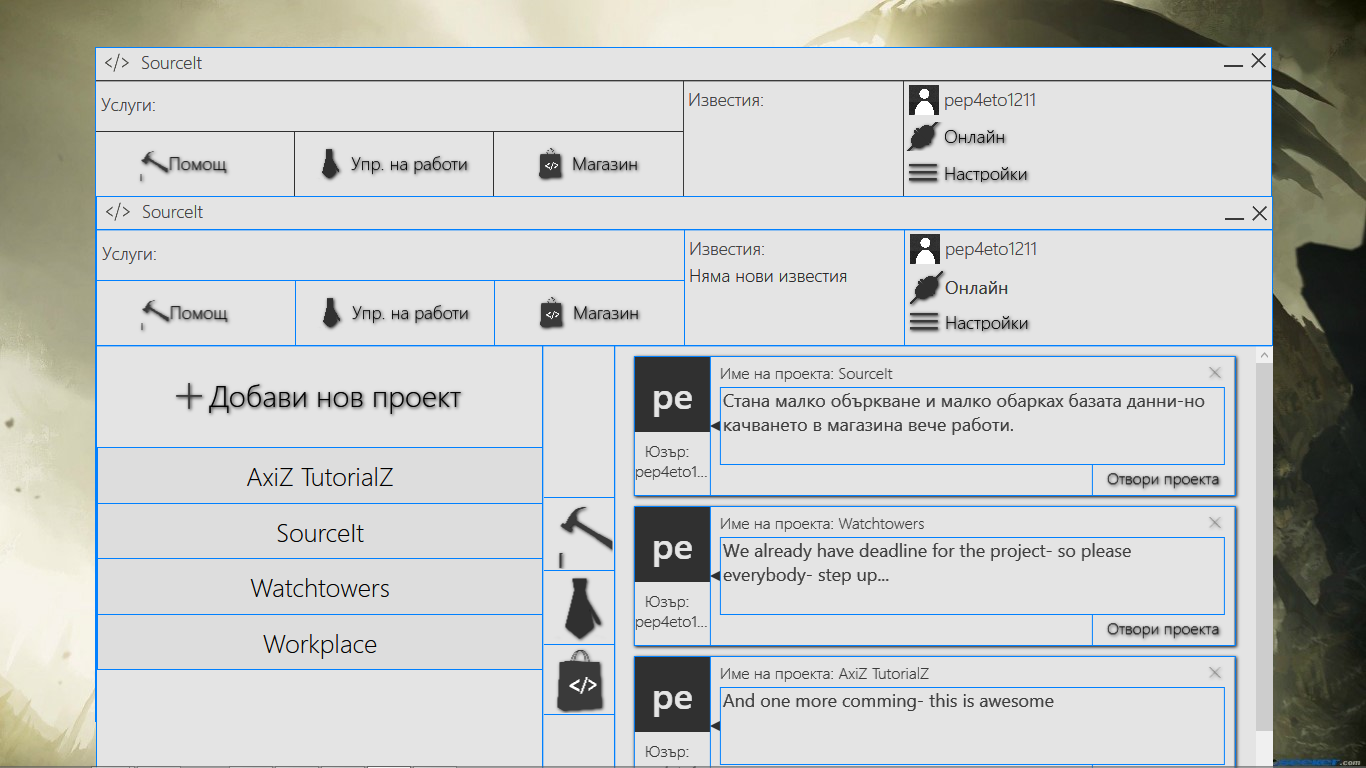 </> SourceIt
Услуги:
Известия:
pep4eto1211
Онлайн
Настройки
Помощ
Упр. на работи
</>
Магазин
</> SourceIt
Услуги:
Известия:
Няма нови известия
pep4eto1211
Онлайн
Настройки
Помощ
Упр. на работи
</>
Магазин
+Добави нов проект
AxiZ TutorialZ
SourceIt
Watchtowers
Workplace
</>
pe
Юзър:
pep4eto1...
Име на проекта: SourceIt
Стана малко объркване и малко обарках базата данни-но
качването в магазина вече работи.
Отвори проекта
pe
Юзър:
pep4eto1...
Име на проекта: Watchtowers
We already have deadline for the project- so please
everybody- step up...
Отвори проекта
pe
Юзър:
Име на проекта: AxiZ TutorialZ
And one more comming- this is awesome